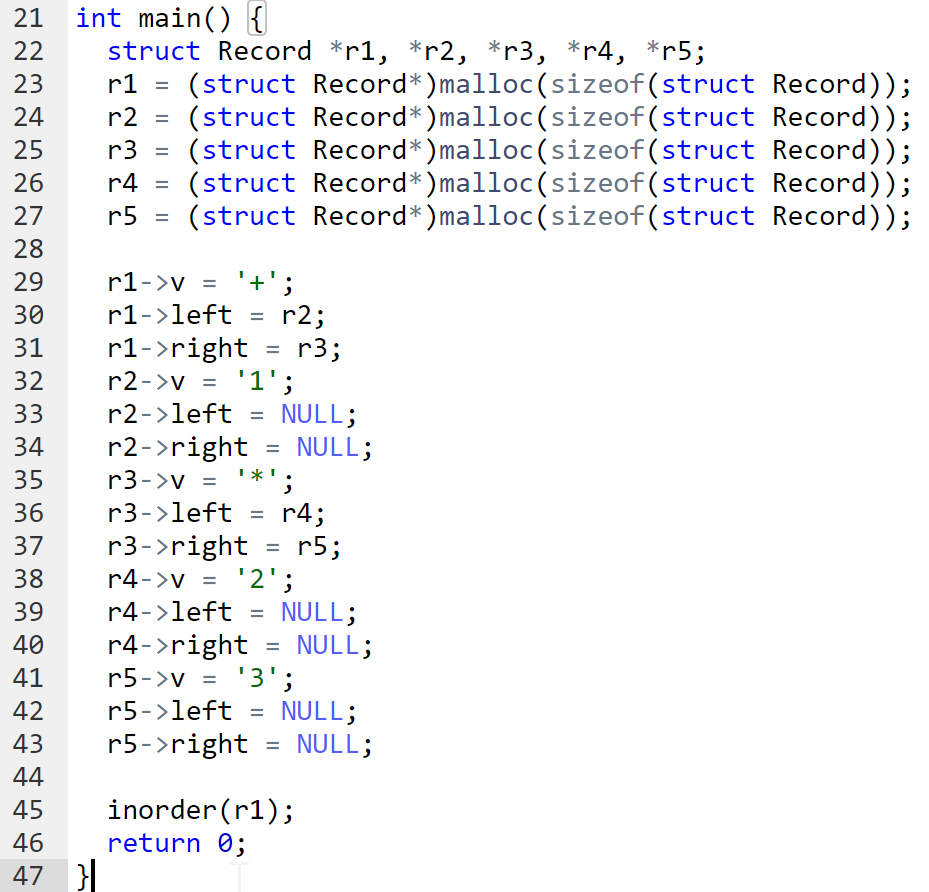 21 int main() {
22   struct Record *r1, *r2, *r3, *r4, *r5;
23   r1 = (struct Record*)malloc(sizeof(struct Record));
24   r2 = (struct Record*)malloc(sizeof(struct Record));
25   r3 = (struct Record*)malloc(sizeof(struct Record));
26   r4 = (struct Record*)malloc(sizeof(struct Record));
27   r5 = (struct Record*)malloc(sizeof(struct Record));
28
29   r1->v = '+';
30   r1->left = r2;
31   r1->right = r3;
32   r2->v = '1';
33   r2->left = NULL;
34   r2->right = NULL;
35   r3->v = '*';
36   r3->left = r4;
37   r3->right = r5;
38   r4->v = '2';
39   r4->left = NULL;
40   r4->right = NULL;
41   r5->v = '3';
42   r5->left = NULL;
43   r5->right = NULL;
44
45   inorder(r1);
46   return 0;
47 }